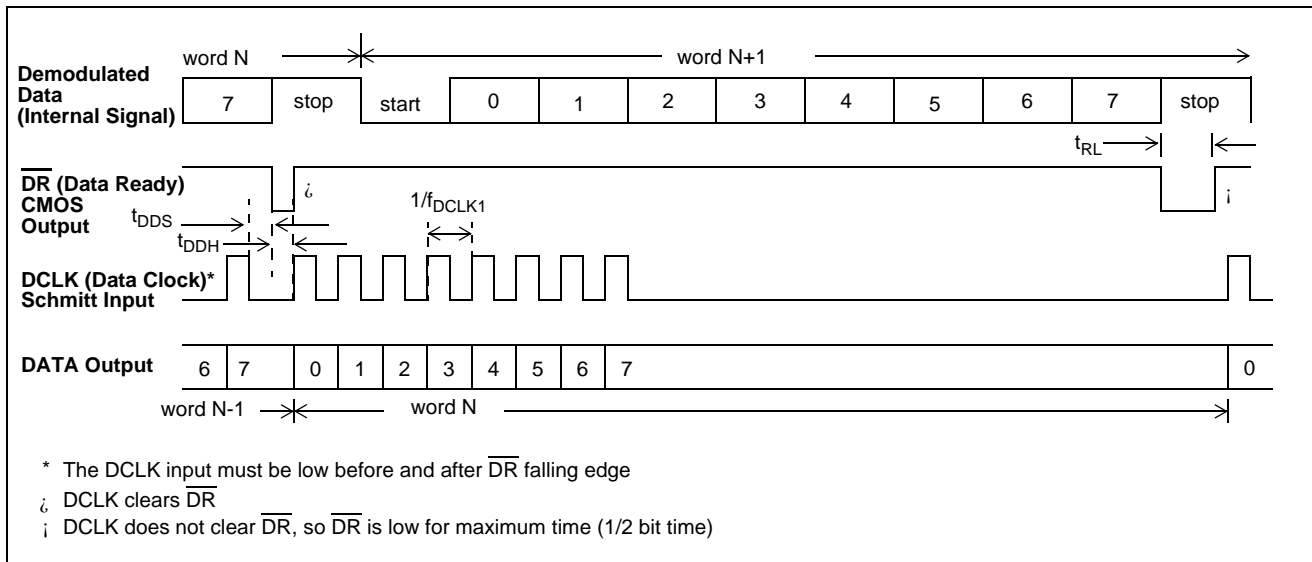 word N
word N+1
Demodulated
Data
(Internal Signal)
7 stop start 0 1 2 3 4 5 6 7 stop
tRL
DR (Data Ready)
CMOS
Output
¿
¡
1/fDCLK1
tDDS
tDDH
DCLK (Data Clock)*
Schmitt Input
DATA Output
6 7 0 1 2 3 4 5 6 7 0
word N-1
word N
* The DCLK input must be low before and after DR falling edge
¿ DCLK clears DR
¡ DCLK does not clear DR, so DR is low for maximum time (1/2 bit time)